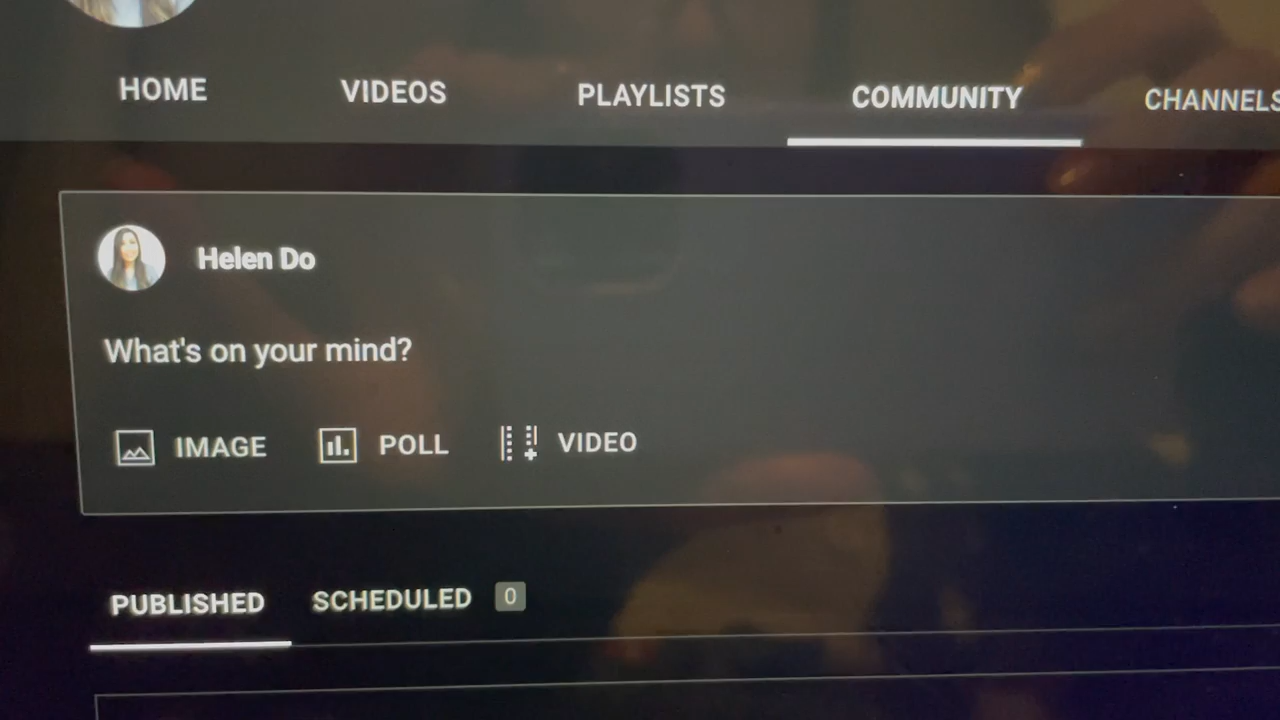 HOME VIDEOS PLAYLISTS COMMUNITY CHANNELS
Helen Do
What's on your mind?
IMAGE POLL VIDEO
PUBLISHED SCHEDULED 0